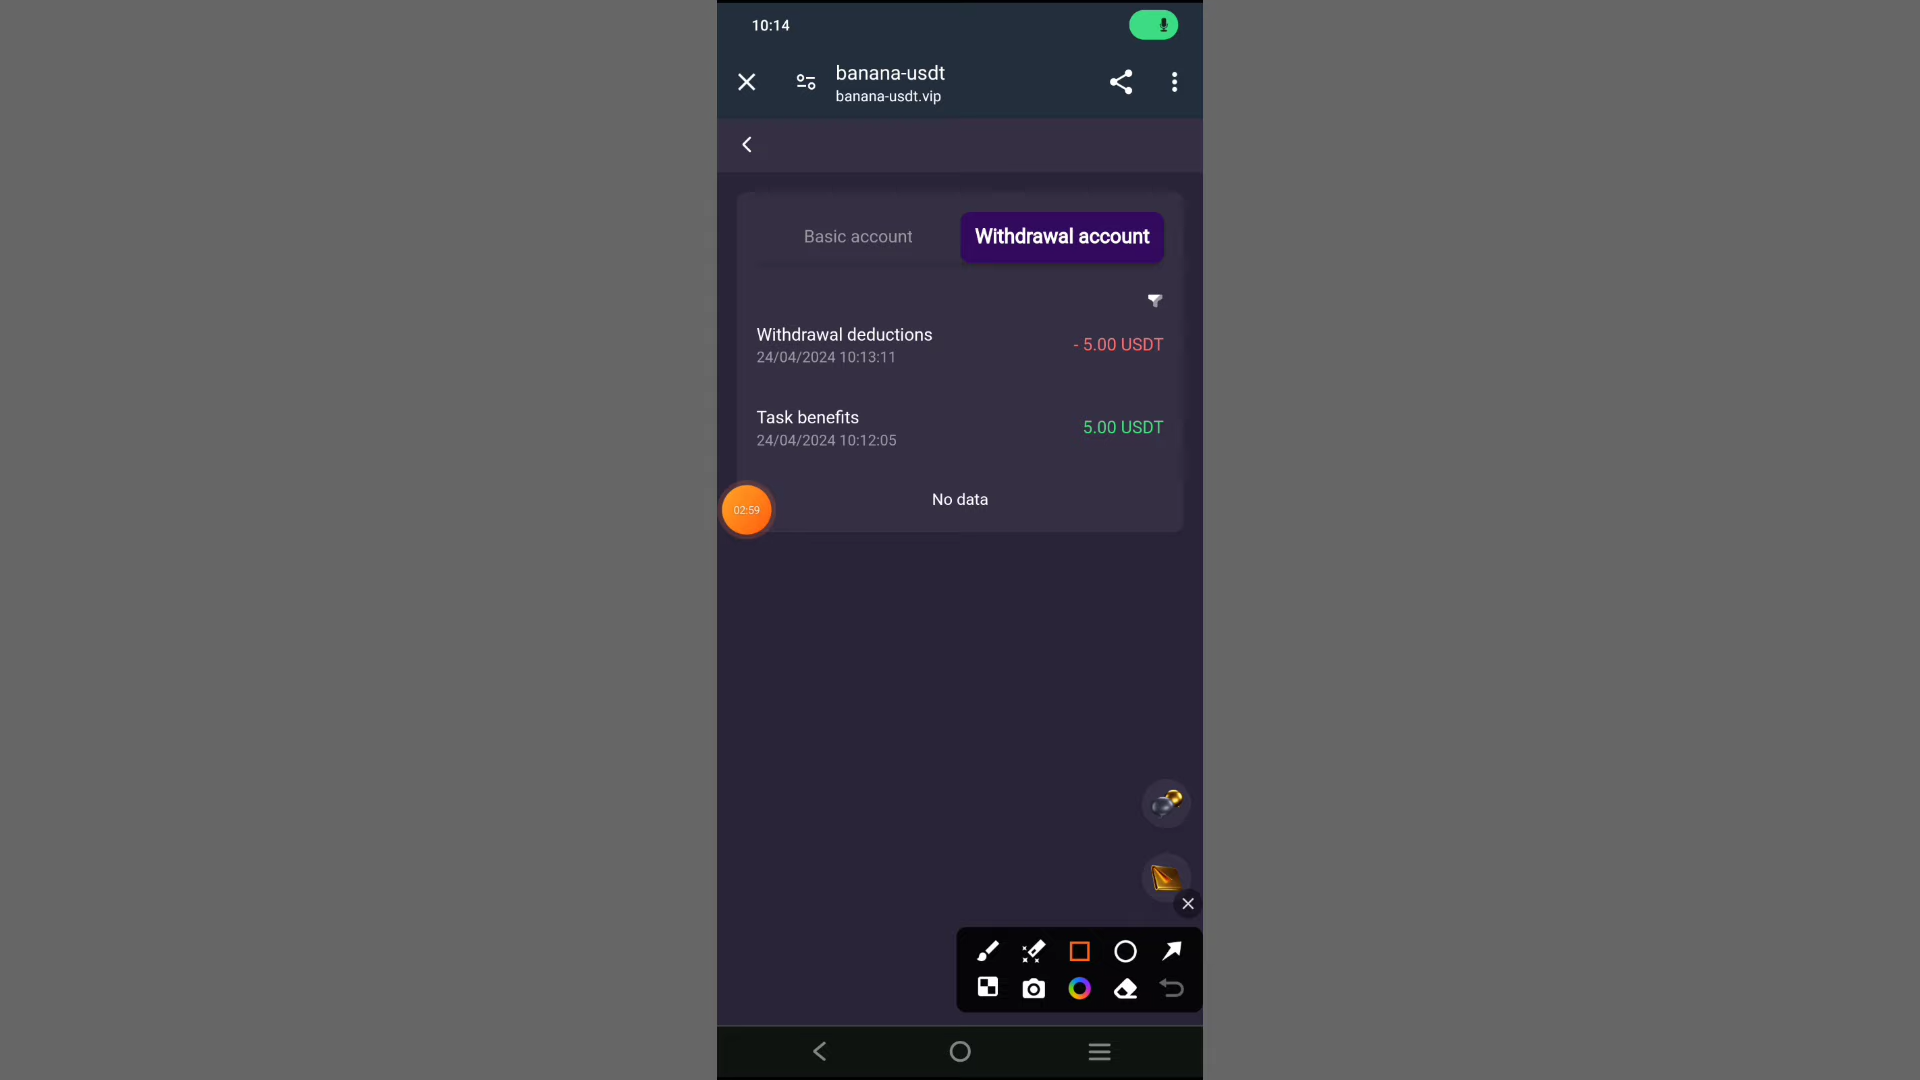 10:14
banana-usdt
banana-usdt.vip
Basic account
Withdrawal account
Withdrawal deductions
- 5.00 USDT
24/04/2024 10:13:11
Task benefits
5.00 USDT
24/04/2024 10:12:05
No data
02:59